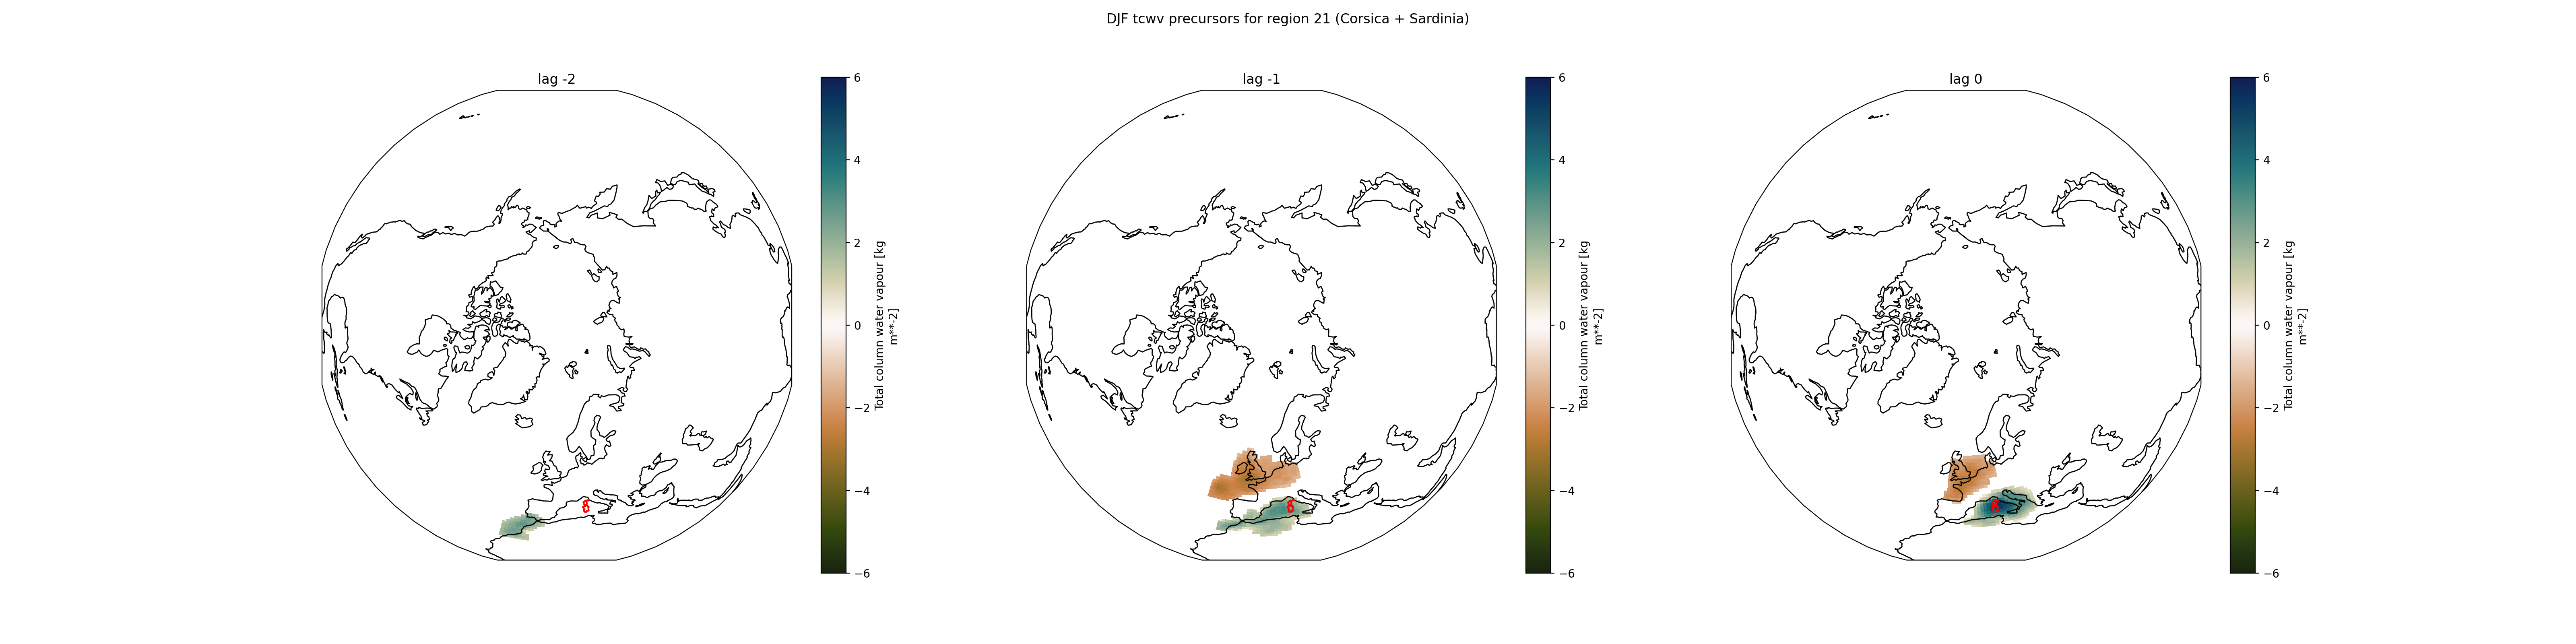 DJF tcwv precursors for region 21 (Corsica + Sardinia)
lag -2
6
4
2
0
−2
−4
−6
Total column water vapour [kg
m**-2]
lag -1
6
4
2
0
−2
−4
−6
Total column water vapour [kg
m**-2]
lag 0
6
4
2
0
−2
−4
−6
Total column water vapour [kg
m**-2]